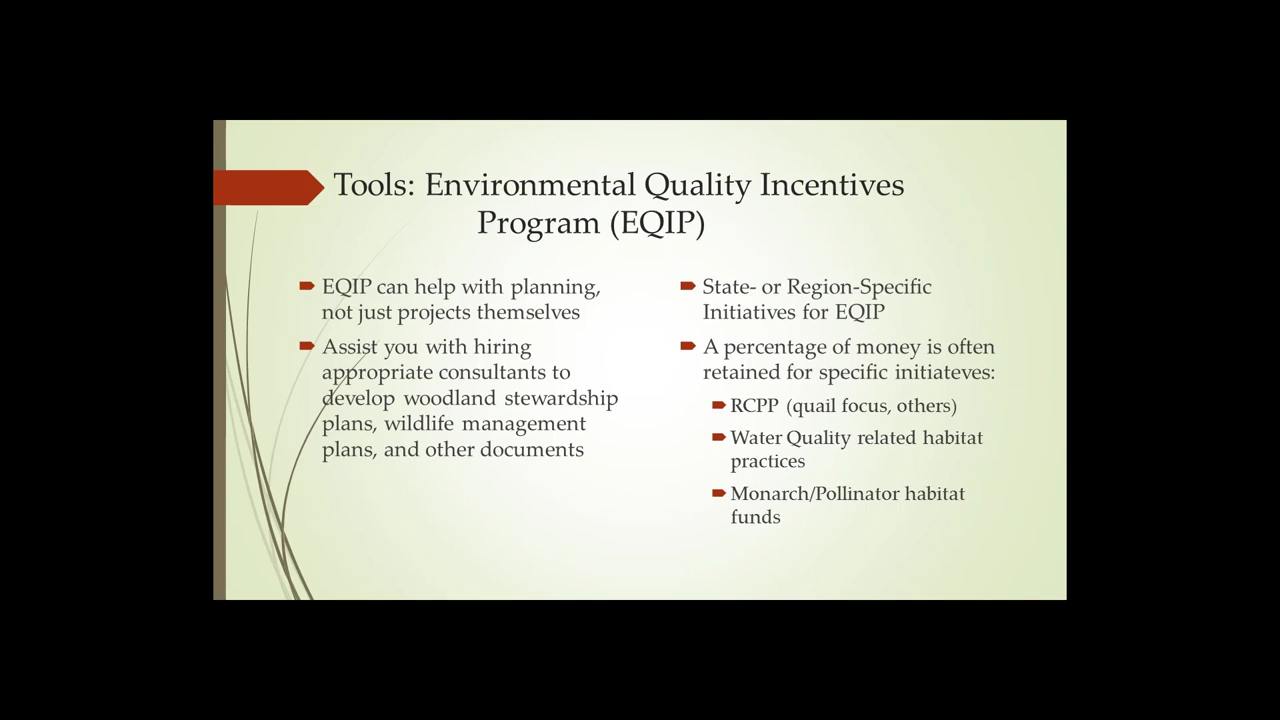 Tools: Environmental Quality Incentives
Program (EQIP)
EQIP can help with planning,
not just projects themselves
Assist you with hiring
appropriate consultants to
develop woodland stewardship
plans, wildlife management
plans, and other documents
State- or Region-Specific
Initiatives for EQIP
A percentage of money is often
retained for specific initiateves:
RCPP (quail focus, others)
Water Quality related habitat
practices
Monarch/Pollinator habitat
funds